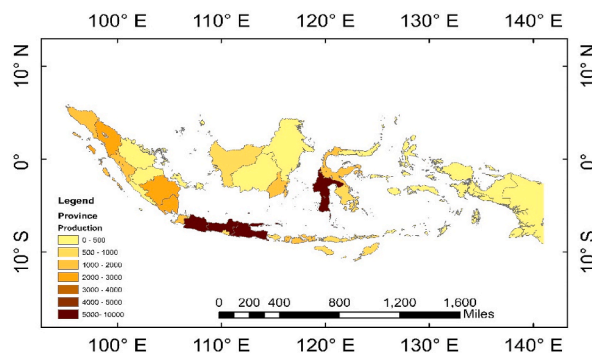 100° E 110° E 120° E 130° E 140° E
10° N
10° N
0°
0°
10° S
10° S
Legend
Province
Production
0 - 500
500 - 1000
1000 - 2000
2000 - 3000
3000 - 4000
4000 - 5000
5000 - 10000
0 200 400 800 1,200 1,600
Miles
100° E 110° E 120° E 130° E 140° E